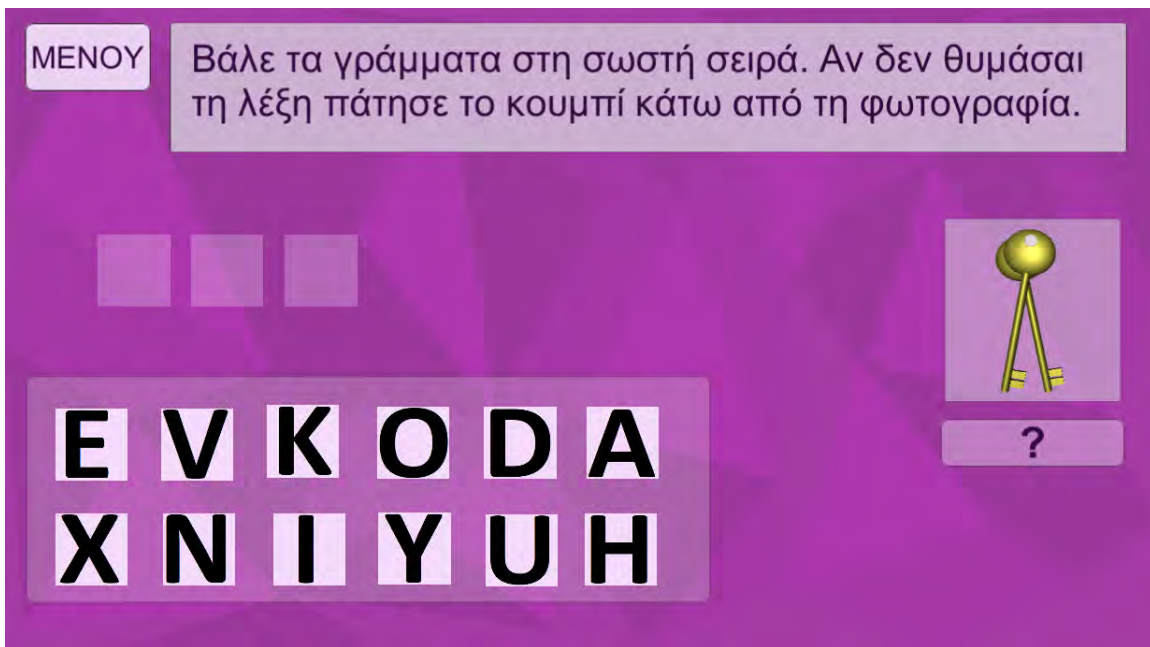 ΜΕΝΟΥ
Βάλε τα γράμματα στη σωστή σειρά. Αν δεν θυμάσαι
τη λέξη πάτησε το κουμπί κάτω από τη φωτογραφία.
?
E V K O D A
X N I Y U H